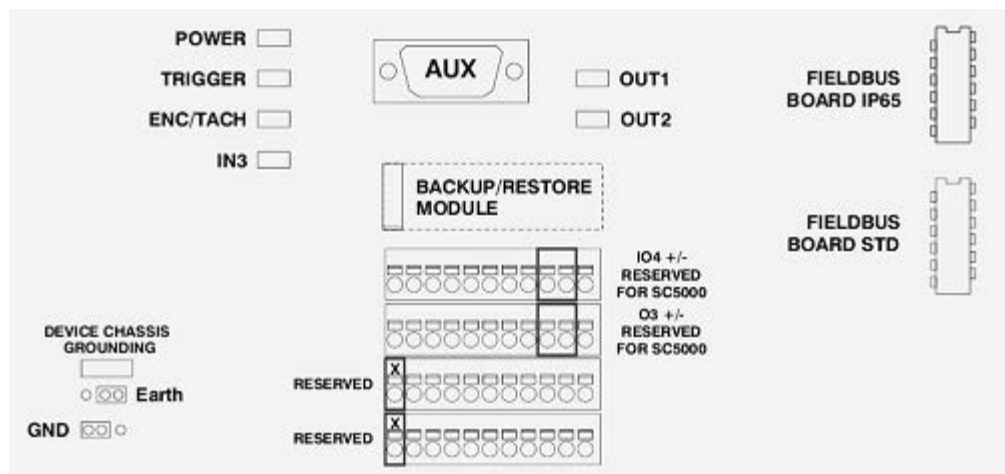 POWER
TRIGGER
ENC/TACH
IN3
AUX
OUT1
OUT2
FIELDBUS
BOARD IP65
BACKUP/RESTORE
MODULE
FIELDBUS
BOARD STD
IO4 +/-
RESERVED
FOR SC5000
O3 +/-
RESERVED
FOR SC5000
DEVICE CHASSIS
GROUNDING
Earth
GND
RESERVED
X
RESERVED
X